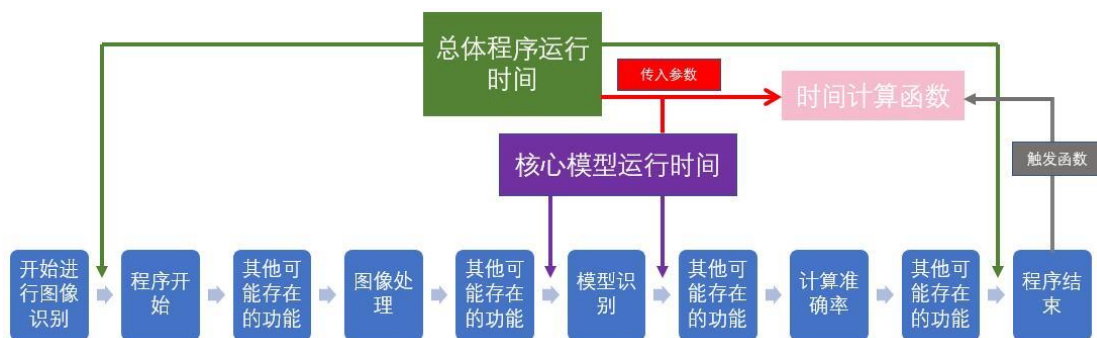 总体程序运行
时间
传入参数
时间计算函数
核心模型运行时间
触发函数
开始进
行图像
识别
程序开
始
其他可
能存在
的功能
图像处
理
其他可
能存在
的功能
模型识
别
其他可
能存在
的功能
计算准
确率
其他可
能存在
的功能
程序结
束